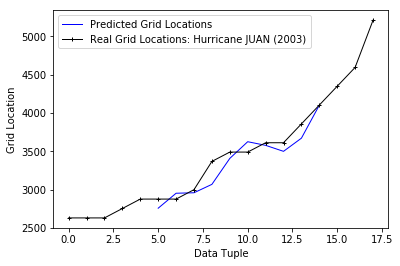 Predicted Grid Locations
Real Grid Locations: Hurricane JUAN (2003)
5000
4500
4000
3500
3000
2500
Grid Location
0.0 2.5 5.0 7.5 10.0 12.5 15.0 17.5
Data Tuple